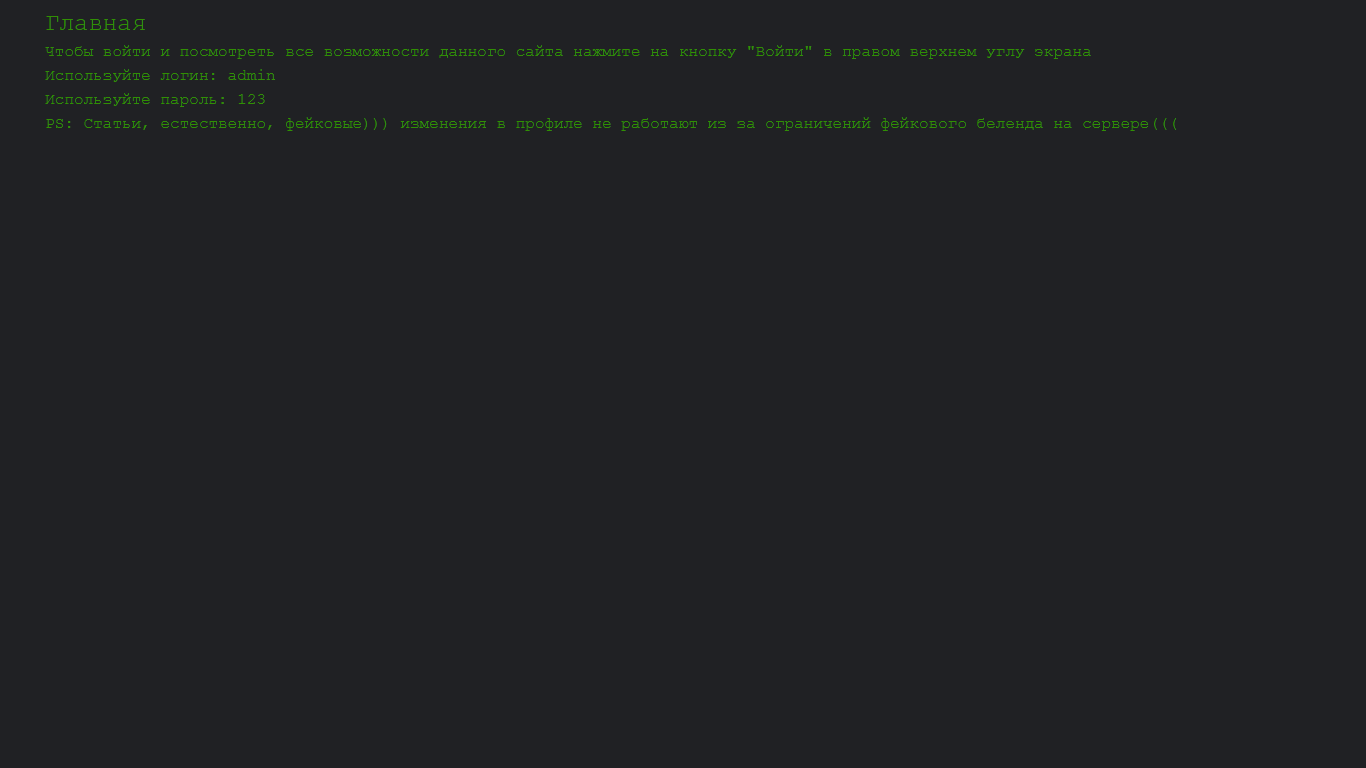 Главная
Чтобы войти и посмотреть все возможности данного сайта нажмите на кнопку "Войти" в правом верхнем углу экрана
Используйте логин: admin
Используйте пароль: 123
PS: Статьи, естественно, фейковые))) изменения в профиле не работают из за ограничений фейкового беленда на сервере(((